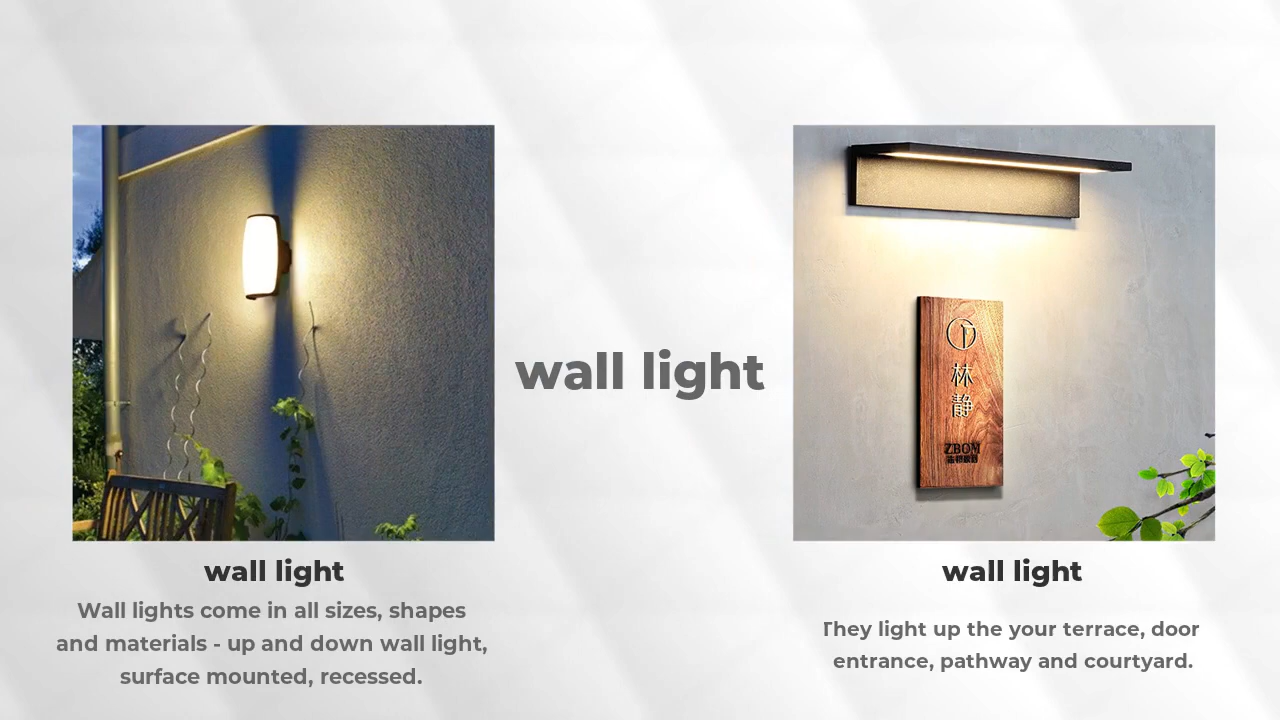 wall light
wall light
Wall lights come in all sizes, shapes
and materials - up and down wall light,
surface mounted, recessed.
林
静
ZBOM
wall light
They light up the your terrace, door
entrance, pathway and courtyard.